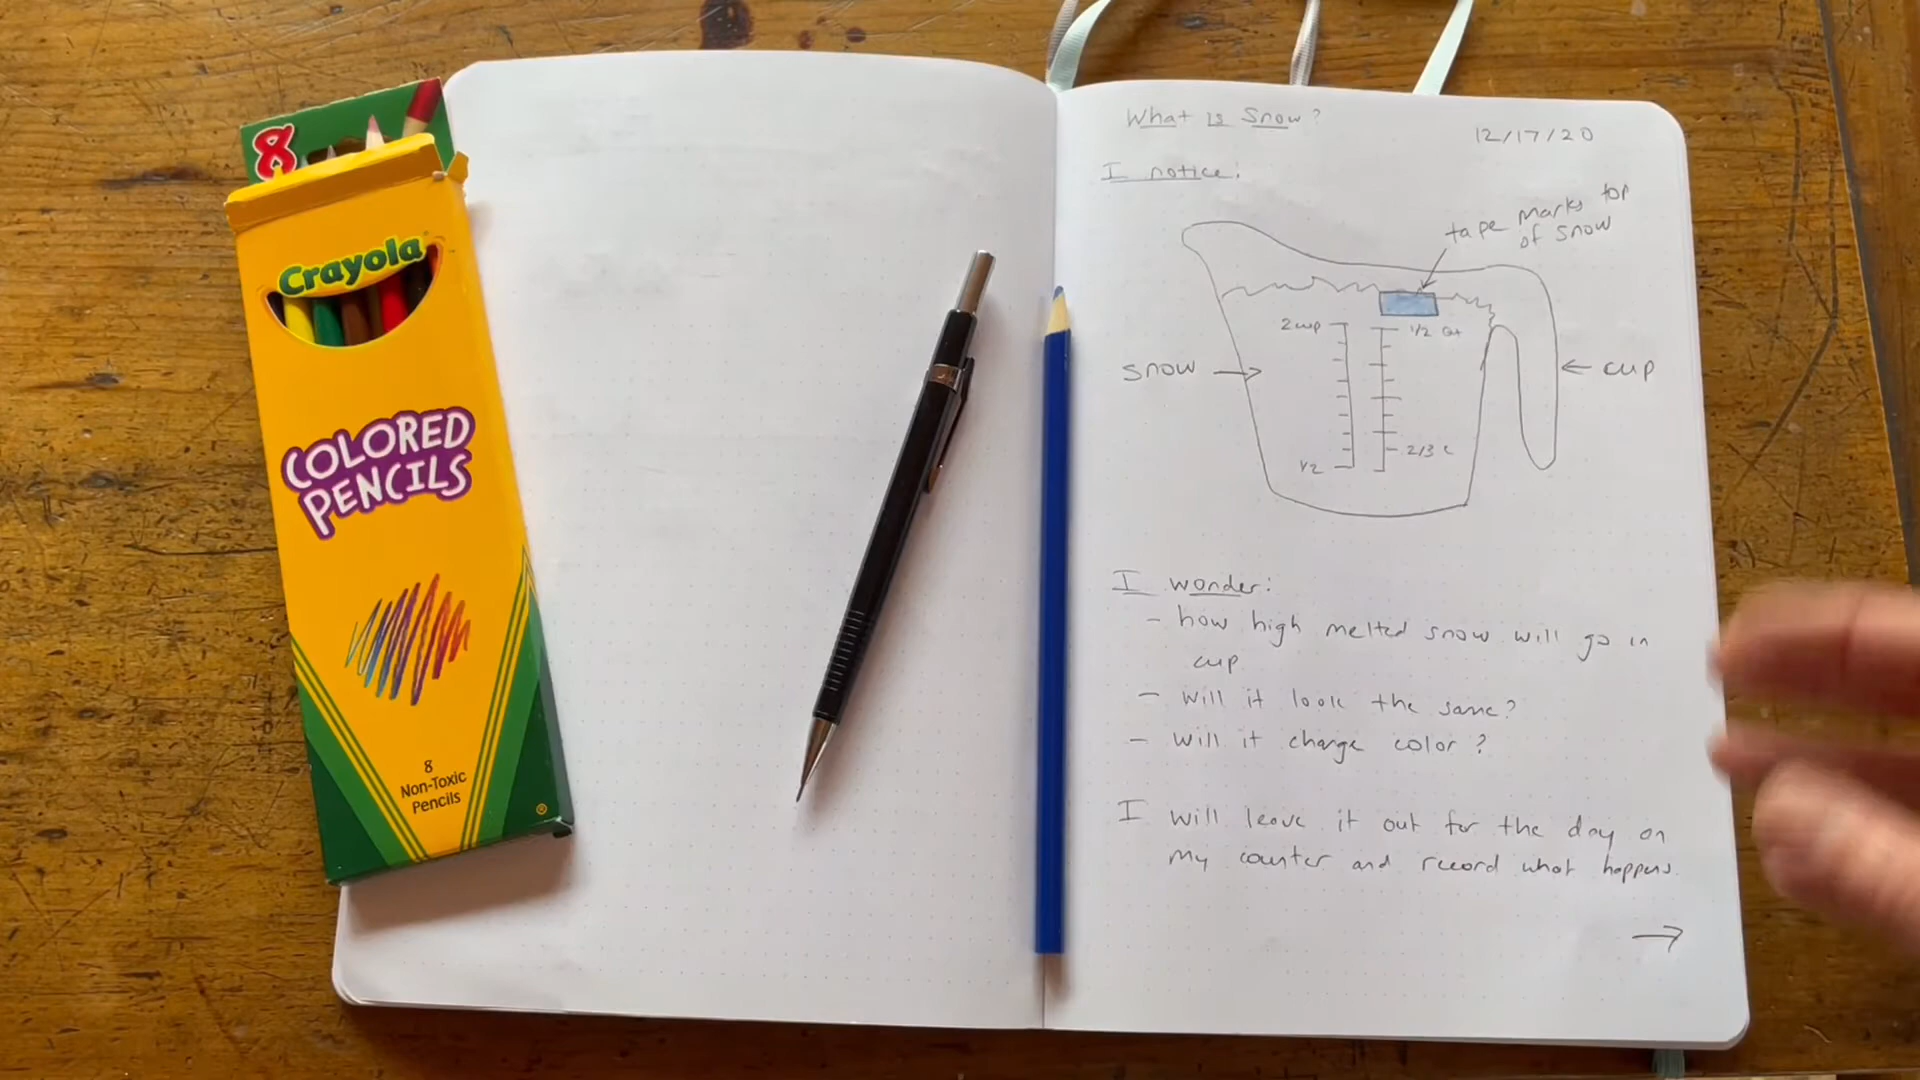 8
Crayola
COLORED
PENCILS
8
Non-Toxic
Pencils
®
What is Snow?
12/17/20
I notice:
tape marks top
of snow
2 cup
1/2 Qt
snow
cup
2/3 c
1/2
I wonder:
- how high melted snow will go in
cup
- will it look the same?
- will it change color?
I will leave it out for the day on
my counter and record what happens.